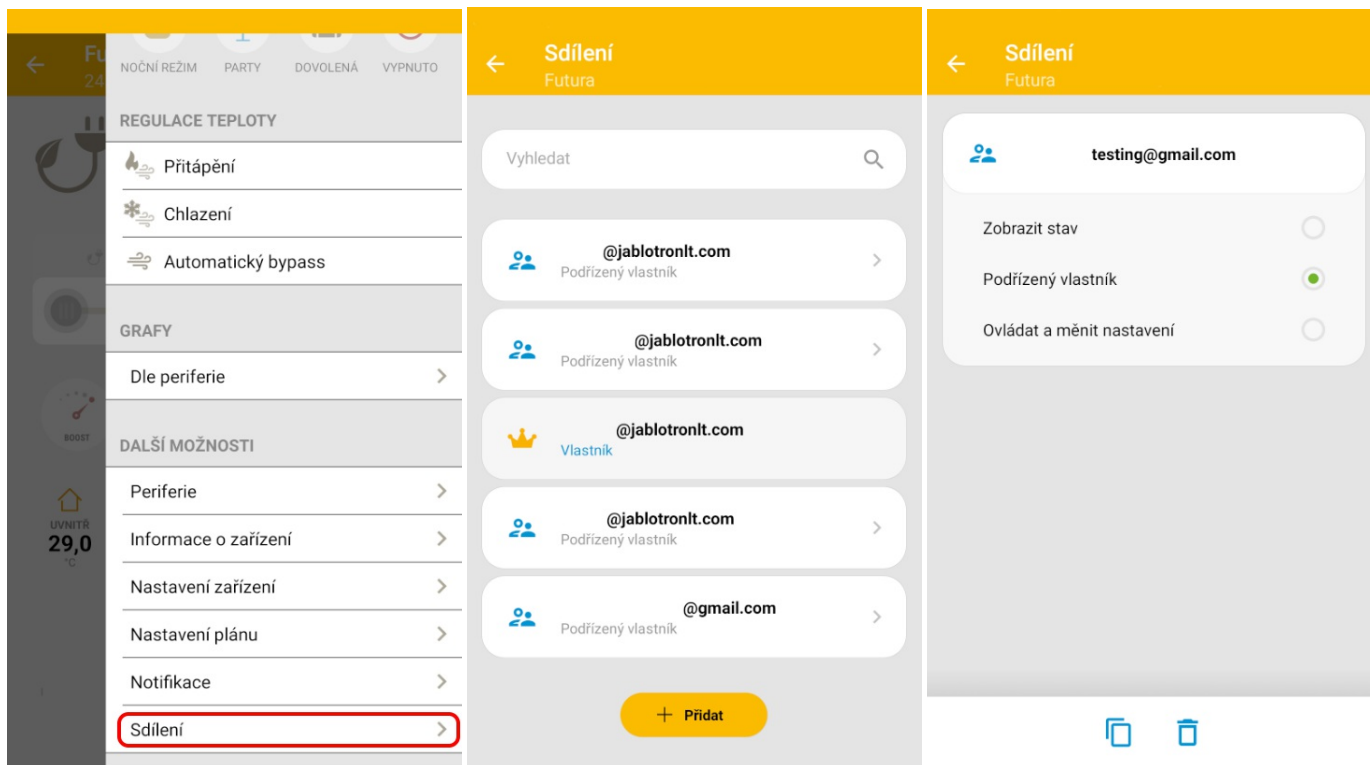 Fu
24
BOOST
UVNITŘ
29,0
°C
NOČNÍ REŽIM PARTY DOVOLENÁ VYPNUTO
REGULACE TEPLOTY
Přitápění
Chlazení
Automatický bypass
GRAFY
Dle periferie
DALŠÍ MOŽNOSTI
Periferie
Informace o zařízení
Nastavení zařízení
Nastavení plánu
Notifikace
Sdílení
Sdílení
Futura
Vyhledat
@jablotronlt.com
Podřízený vlastník
@jablotronlt.com
Podřízený vlastník
@jablotronlt.com
Vlastník
@jablotronlt.com
Podřízený vlastník
@gmail.com
Podřízený vlastník
+ Přidat
Sdílení
Futura
testing@gmail.com
Zobrazit stav
Podřízený vlastník
Ovládat a měnit nastavení